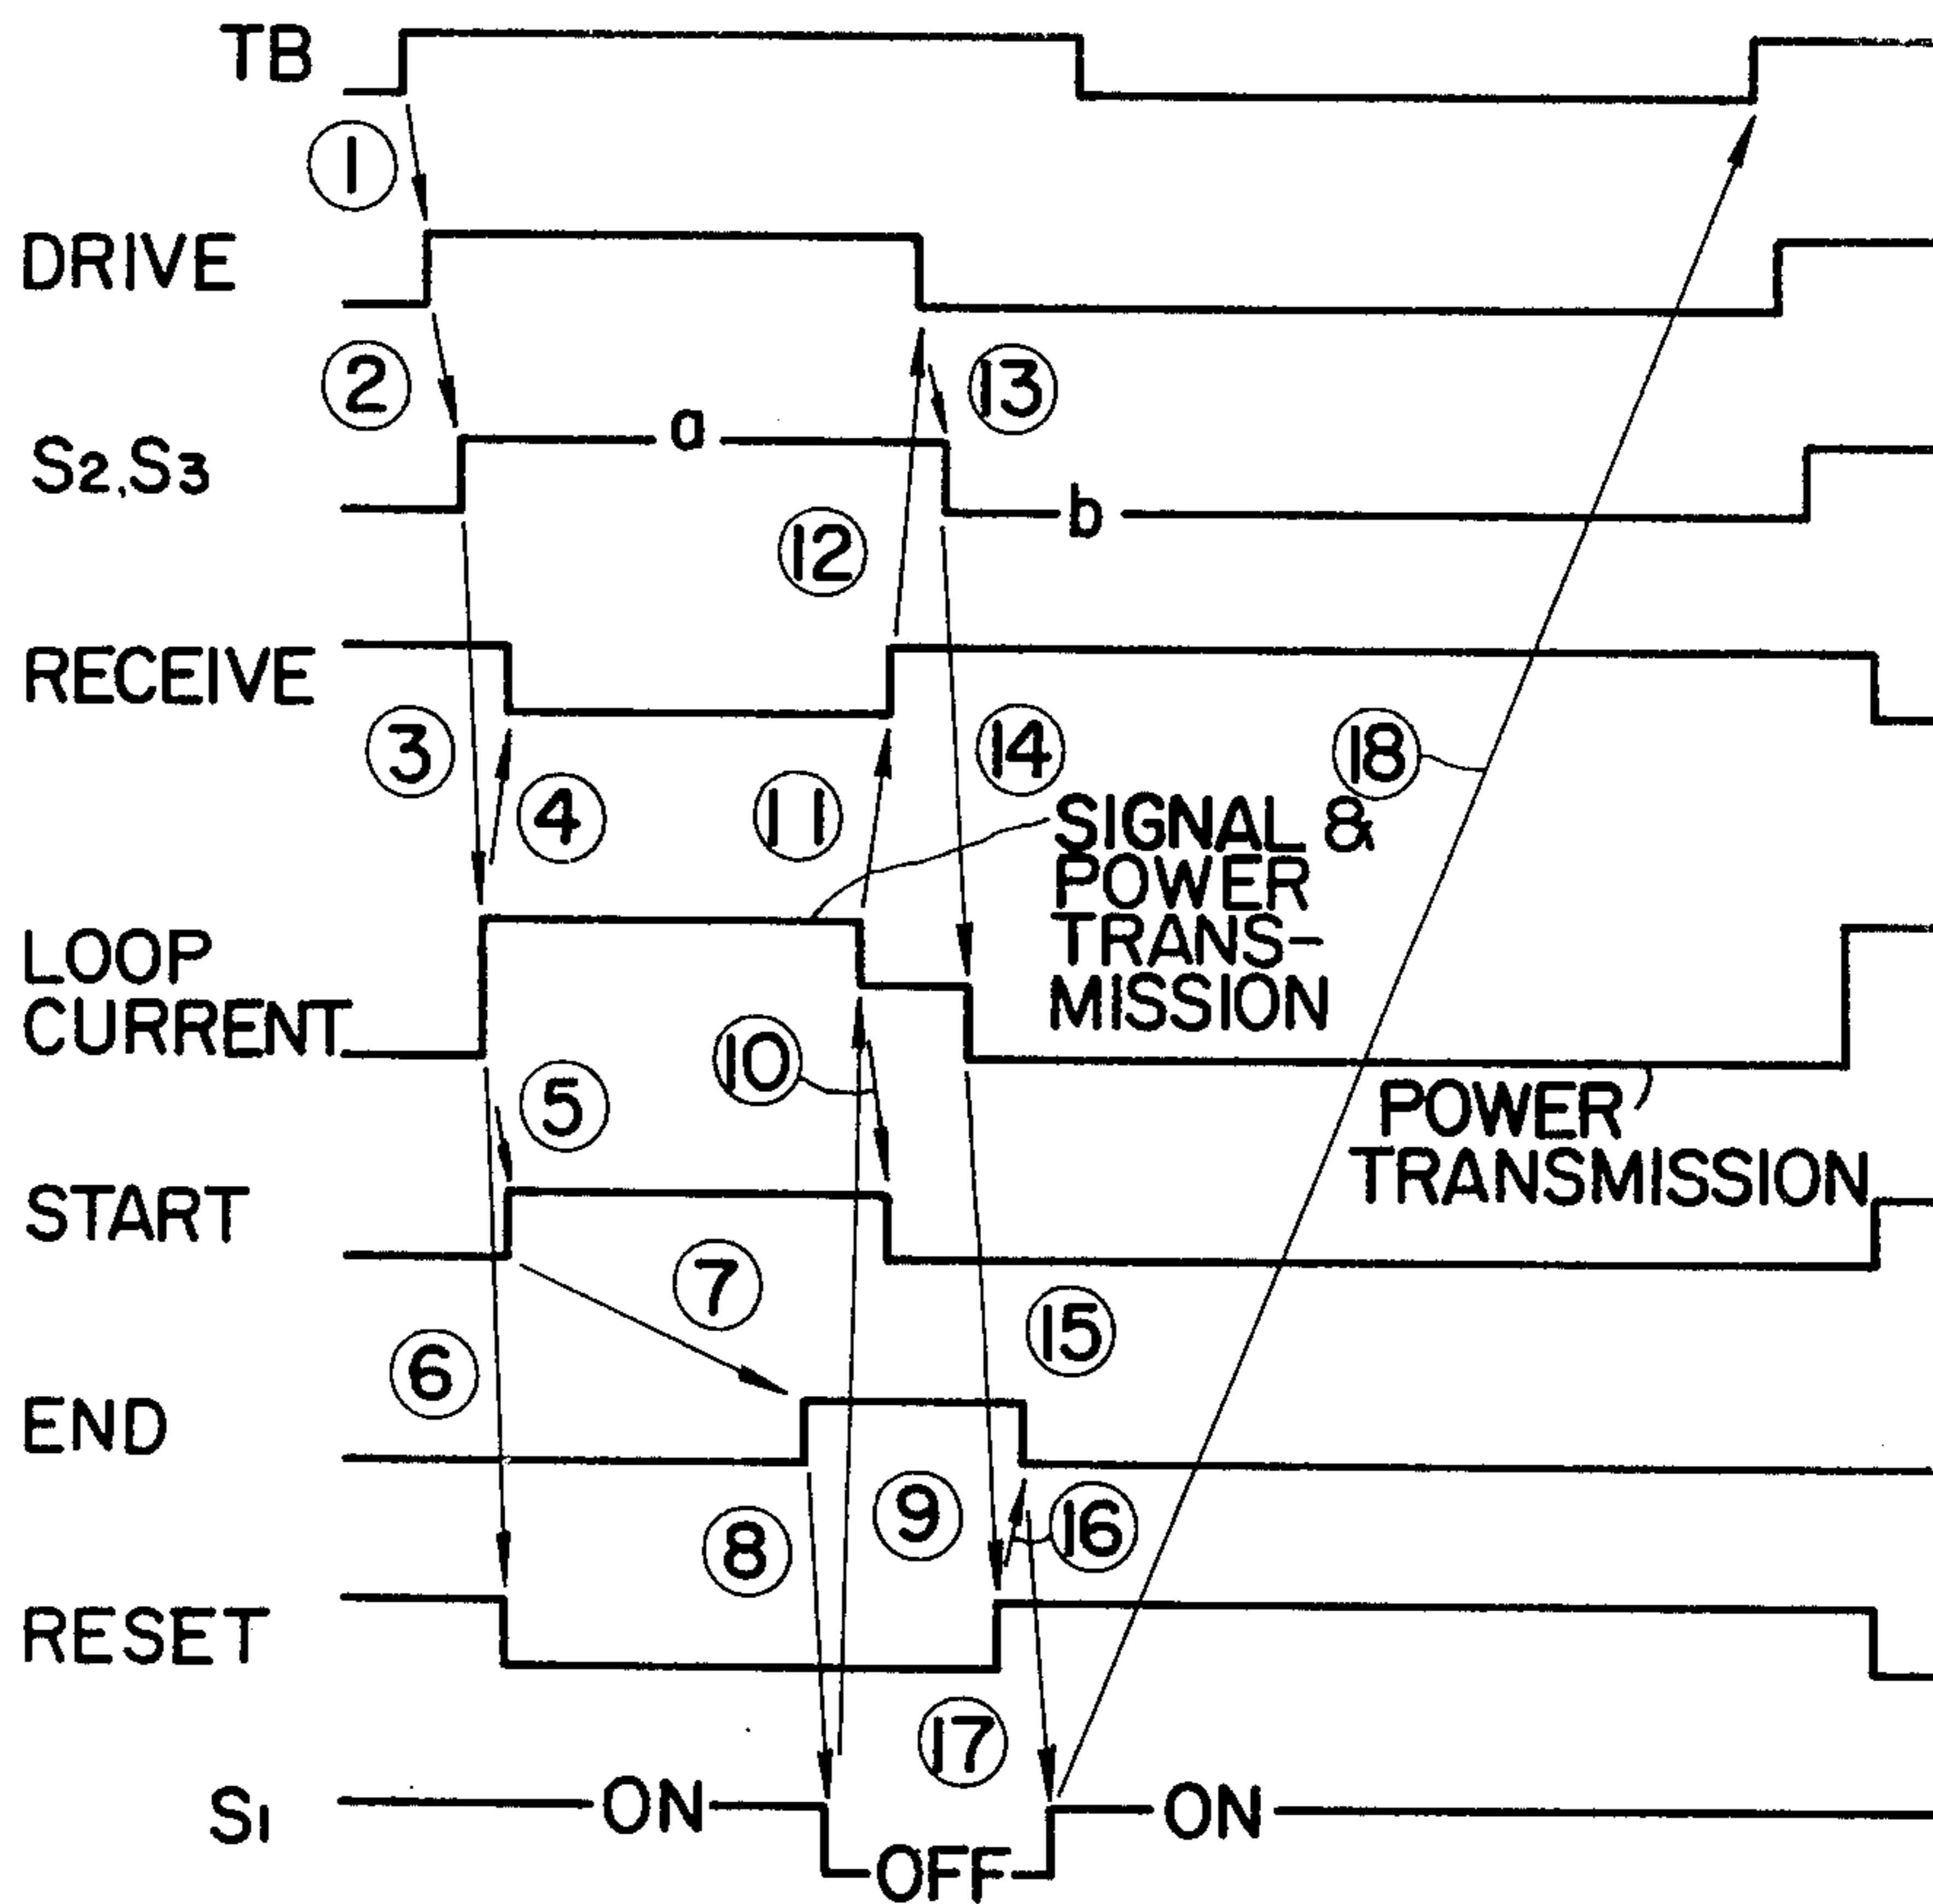 TB
①
DRIVE
②
⑬
S2,S3
a
b
⑫
RECEIVE
③
④
⑪
⑭
⑱
SIGNAL &
POWER
TRANS-
MISSION
LOOP
CURRENT
⑤
⑩
POWER
TRANSMISSION
START
⑦
⑮
⑥
END
⑧
⑨
⑯
RESET
⑰
S1
ON
OFF
ON